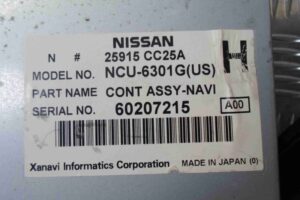 NISSAN
N # 25915 CC25A H
MODEL NO. NCU-6301G(US)
PART NAME CONT ASSY-NAVI
SERIAL NO. 60207215 A00
Xanavi Informatics Corporation MADE IN JAPAN (0)